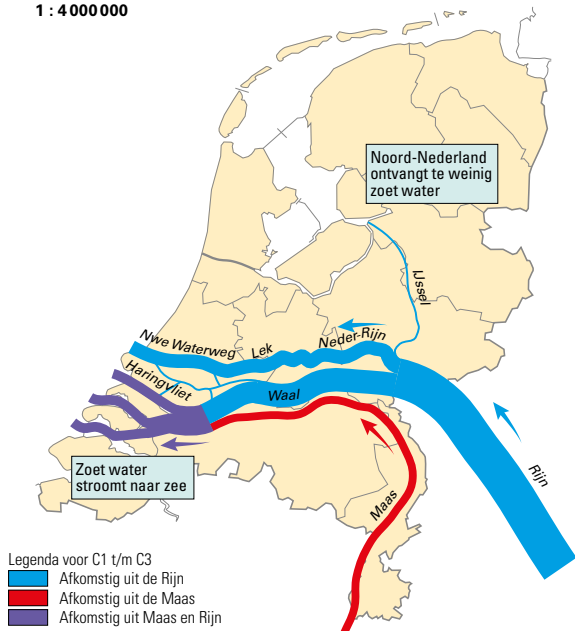 1 : 4 000 000
Noord-Nederland
ontvangt te weinig
zoet water
IJssel
Nwe Waterweg
Lek
Neder-Rijn
Haringvliet
Waal
Rijn
Maas
Zoet water
stroomt naar zee
Legenda voor C1 t/m C3
Afkomstig uit de Rijn
Afkomstig uit de Maas
Afkomstig uit Maas en Rijn